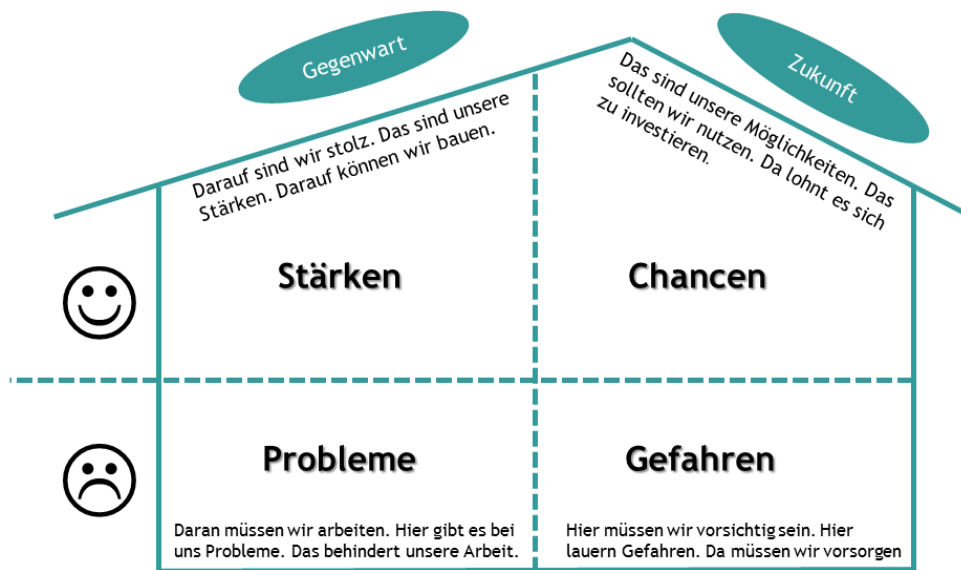 Gegenwart
Zukunft
Darauf sind wir stolz. Das sind unsere
Stärken. Darauf können wir bauen.
Das sind unsere Möglichkeiten. Das
sollten wir nutzen. Da lohnt es sich
zu investieren.
Stärken
Chancen
Probleme
Gefahren
Daran müssen wir arbeiten. Hier gibt es bei
uns Probleme. Das behindert unsere Arbeit.
Hier müssen wir vorsichtig sein. Hier
lauern Gefahren. Da müssen wir vorsorgen